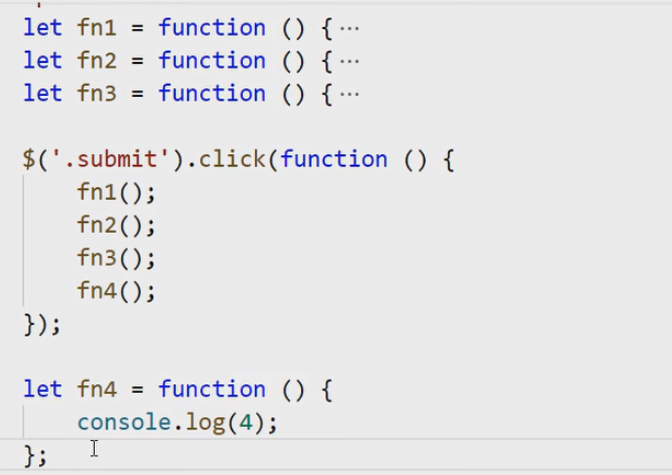 let fn1 = function () {···
let fn2 = function () {···
let fn3 = function () {···
$('.submit').click(function () {
fn1();
fn2();
fn3();
fn4();
});
let fn4 = function () {
console.log(4);
};